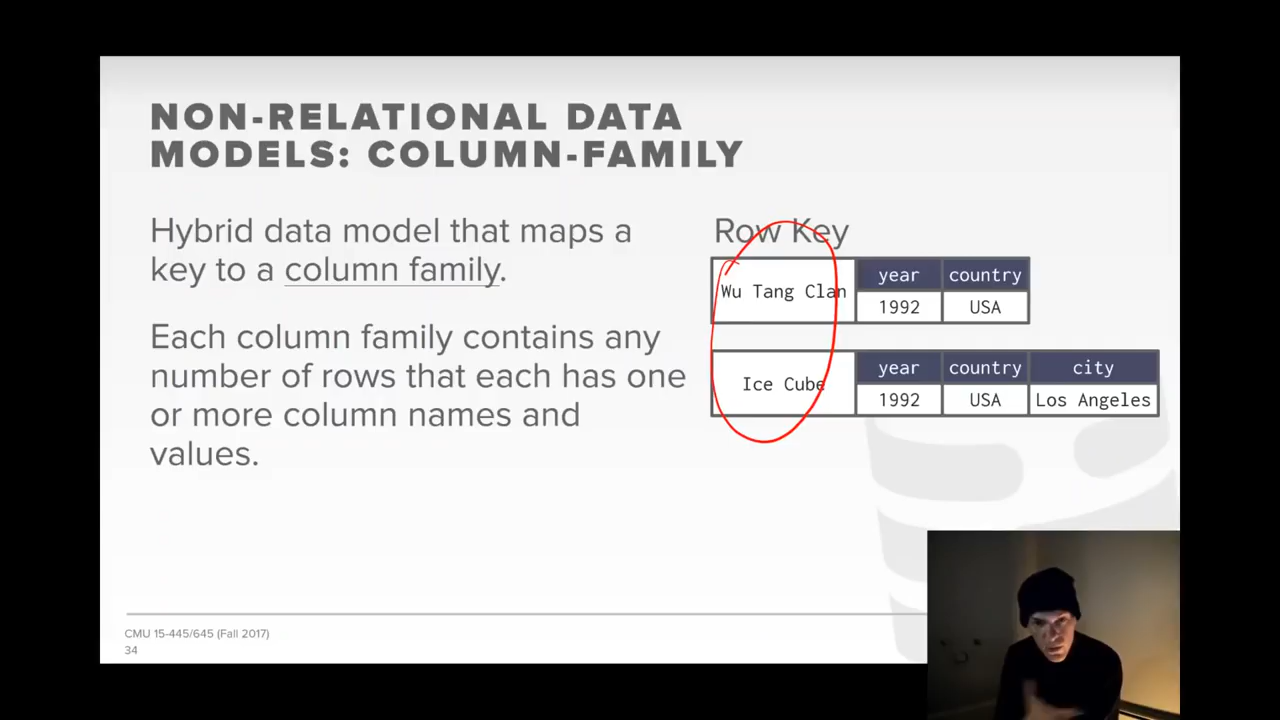 NON-RELATIONAL DATA
MODELS: COLUMN-FAMILY
Hybrid data model that maps a
key to a column family.
Each column family contains any
number of rows that each has one
or more column names and
values.
Row Key
Wu Tang Clan
year country
1992 USA
Ice Cube
year country city
1992 USA Los Angeles
CMU 15-445/645 (Fall 2017)
34